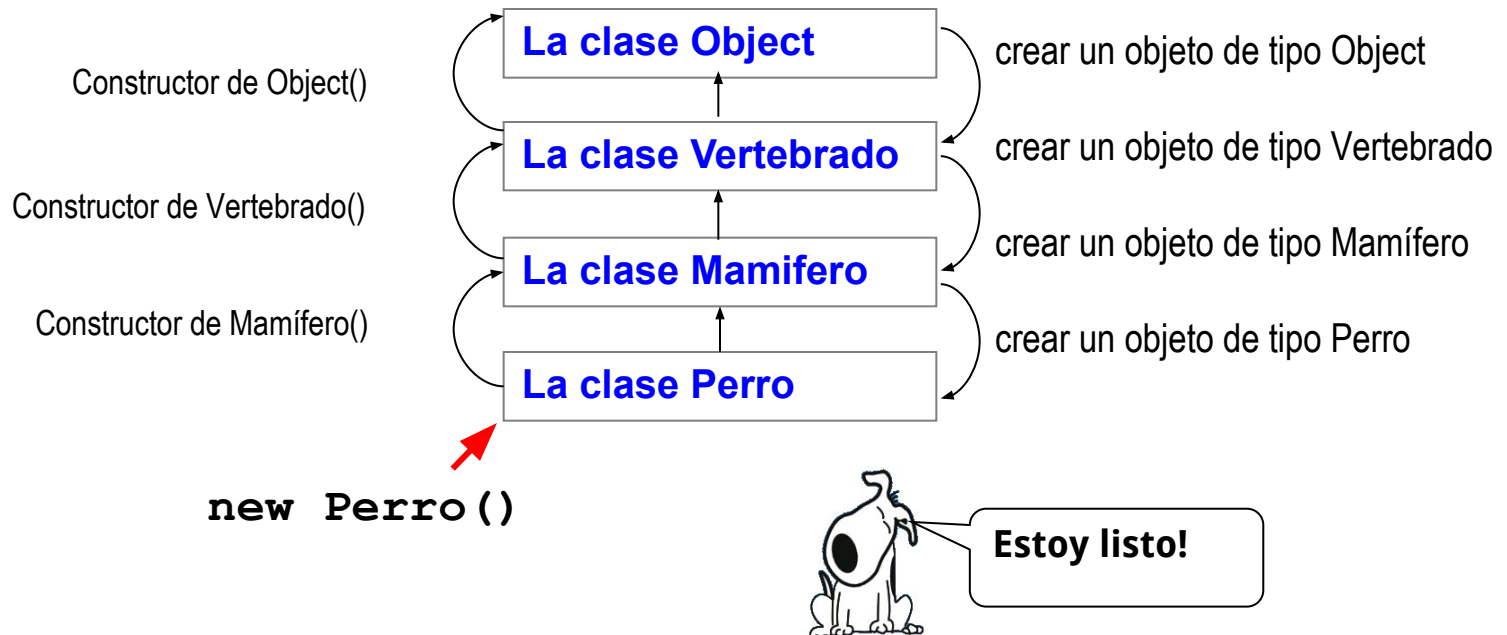 La clase Object
crear un objeto de tipo Object
Constructor de Object()
La clase Vertebrado
crear un objeto de tipo Vertebrado
Constructor de Vertebrado()
crear un objeto de tipo Mamífero
La clase Mamifero
Constructor de Mamífero()
crear un objeto de tipo Perro
La clase Perro
new Perro()
Estoy listo!